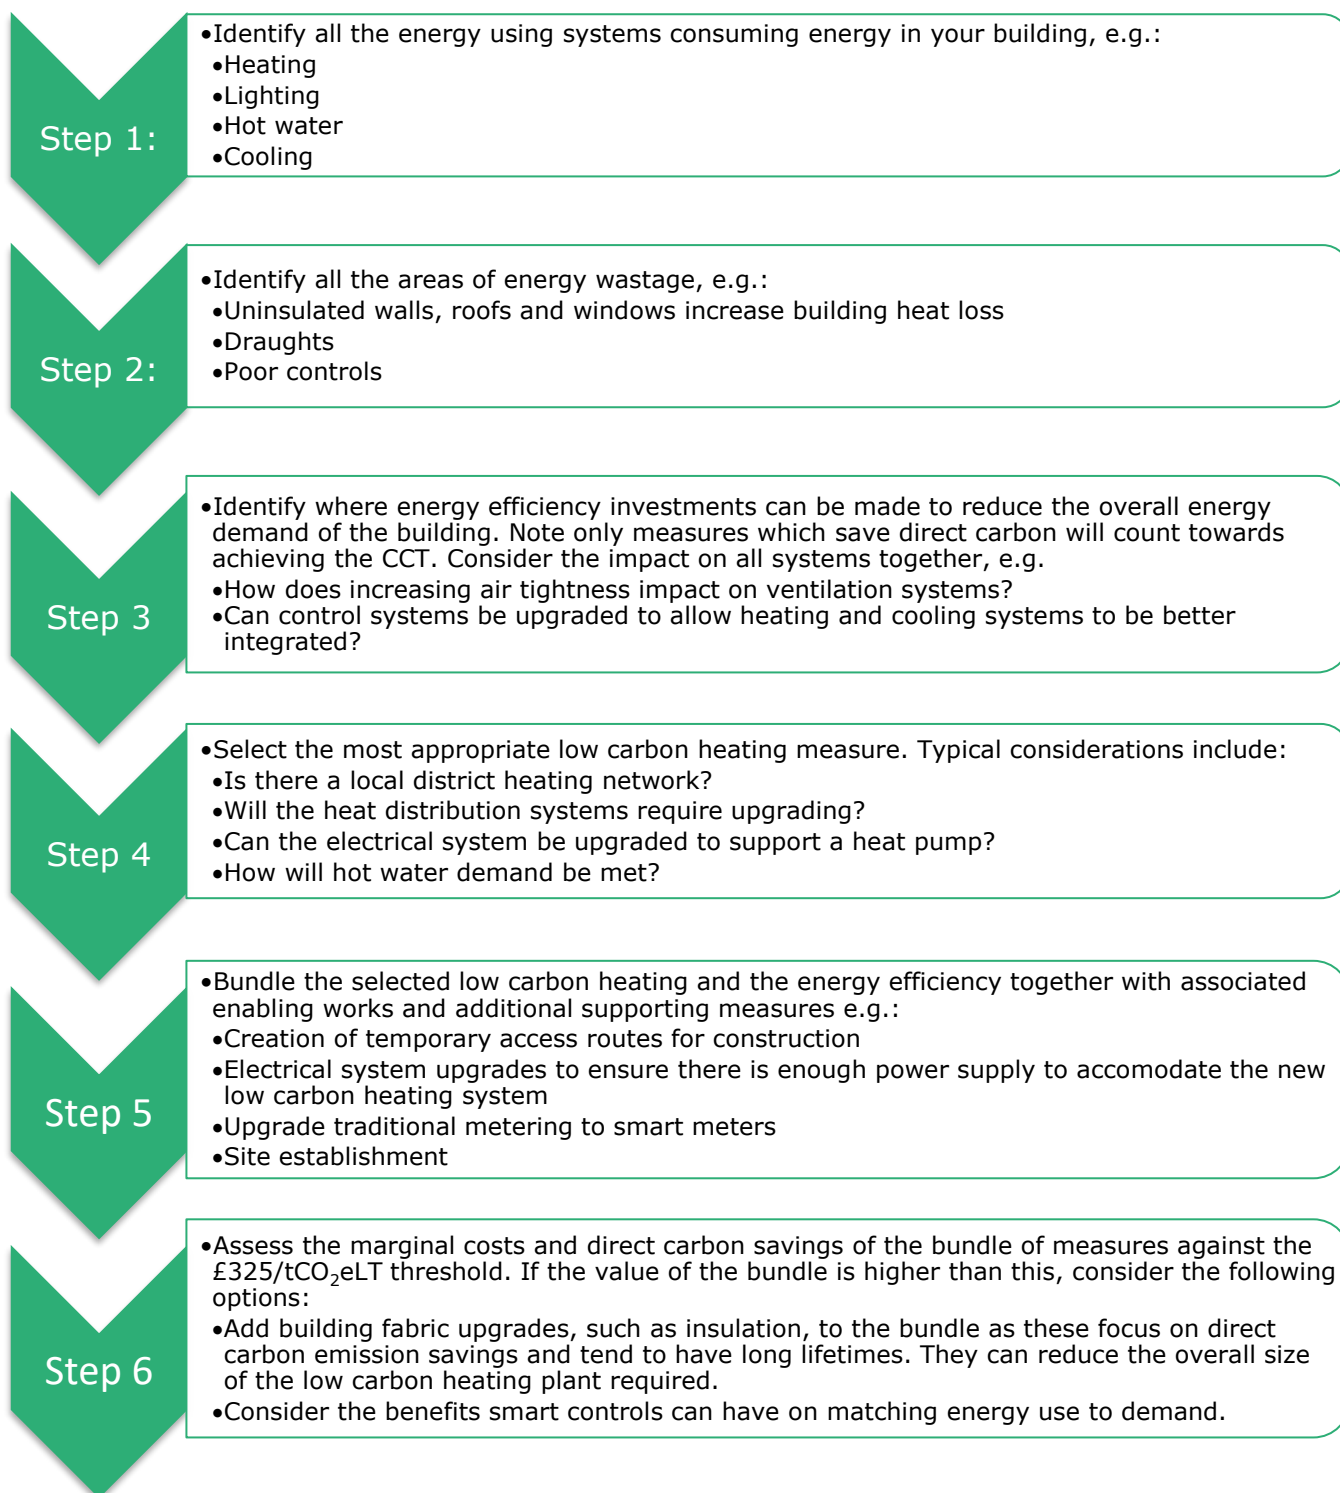 Step 1:
•Identify all the energy using systems consuming energy in your building, e.g.:
•Heating
•Lighting
•Hot water
•Cooling
Step 2:
•Identify all the areas of energy wastage, e.g.:
•Uninsulated walls, roofs and windows increase building heat loss
•Draughts
•Poor controls
Step 3
•Identify where energy efficiency investments can be made to reduce the overall energy
demand of the building. Note only measures which save direct carbon will count towards
achieving the CCT. Consider the impact on all systems together, e.g.
•How does increasing air tightness impact on ventilation systems?
•Can control systems be upgraded to allow heating and cooling systems to be better
integrated?
Step 4
•Select the most appropriate low carbon heating measure. Typical considerations include:
•Is there a local district heating network?
•Will the heat distribution systems require upgrading?
•Can the electrical system be upgraded to support a heat pump?
•How will hot water demand be met?
Step 5
•Bundle the selected low carbon heating and the energy efficiency together with associated
enabling works and additional supporting measures e.g.:
•Creation of temporary access routes for construction
•Electrical system upgrades to ensure there is enough power supply to accomodate the new
low carbon heating system
•Upgrade traditional metering to smart meters
•Site establishment
Step 6
•Assess the marginal costs and direct carbon savings of the bundle of measures against the
£325/tCO₂eLT threshold. If the value of the bundle is higher than this, consider the following
options:
•Add building fabric upgrades, such as insulation, to the bundle as these focus on direct
carbon emission savings and tend to have long lifetimes. They can reduce the overall size
of the low carbon heating plant required.
•Consider the benefits smart controls can have on matching energy use to demand.